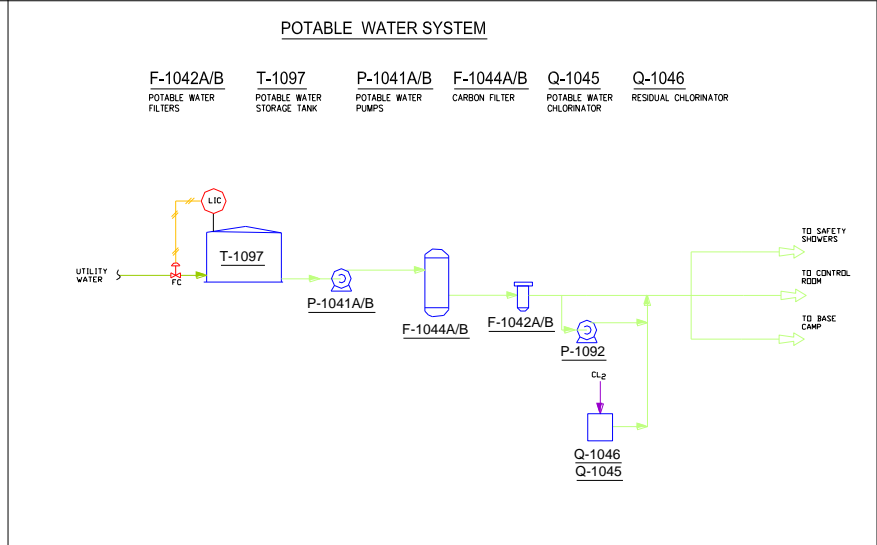 POTABLE WATER SYSTEM
F-1042A/B
POTABLE WATER
FILTERS
T-1097
POTABLE WATER
STORAGE TANK
P-1041A/B
POTABLE WATER
PUMPS
F-1044A/B
CARBON FILTER
Q-1045
POTABLE WATER
CHLORINATOR
Q-1046
RESIDUAL CHLORINATOR
LIC
T-1097
UTILITY
WATER
FC
P-1041A/B
F-1044A/B
F-1042A/B
P-1092
CL2
Q-1046
Q-1045
TO SAFETY
SHOWERS
TO CONTROL
ROOM
TO BASE
CAMP